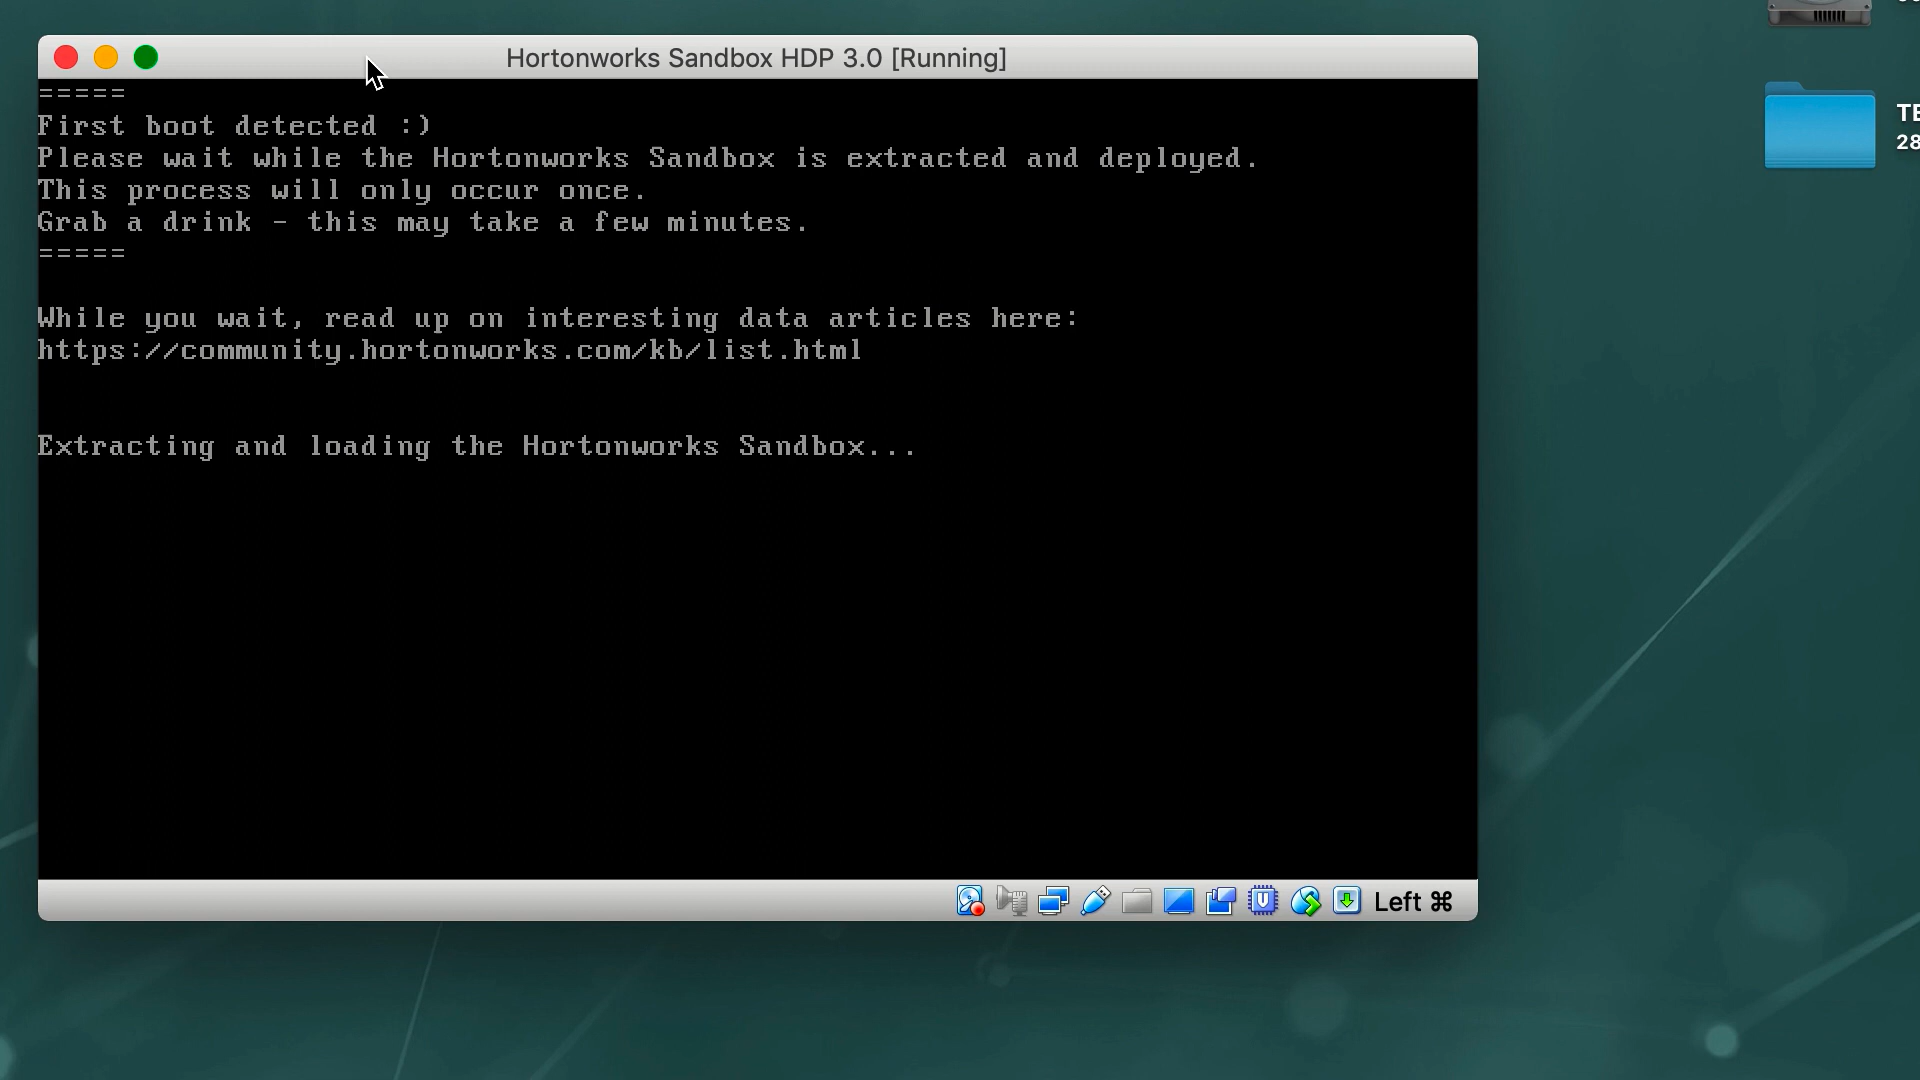 Hortonworks Sandbox HDP 3.0 [Running]
=====
First boot detected :)
Please wait while the Hortonworks Sandbox is extracted and deployed.
This process will only occur once.
Grab a drink - this may take a few minutes.
=====
While you wait, read up on interesting data articles here:
https://community.hortonworks.com/kb/list.html
Extracting and loading the Hortonworks Sandbox...
Left ⌘
TE
28